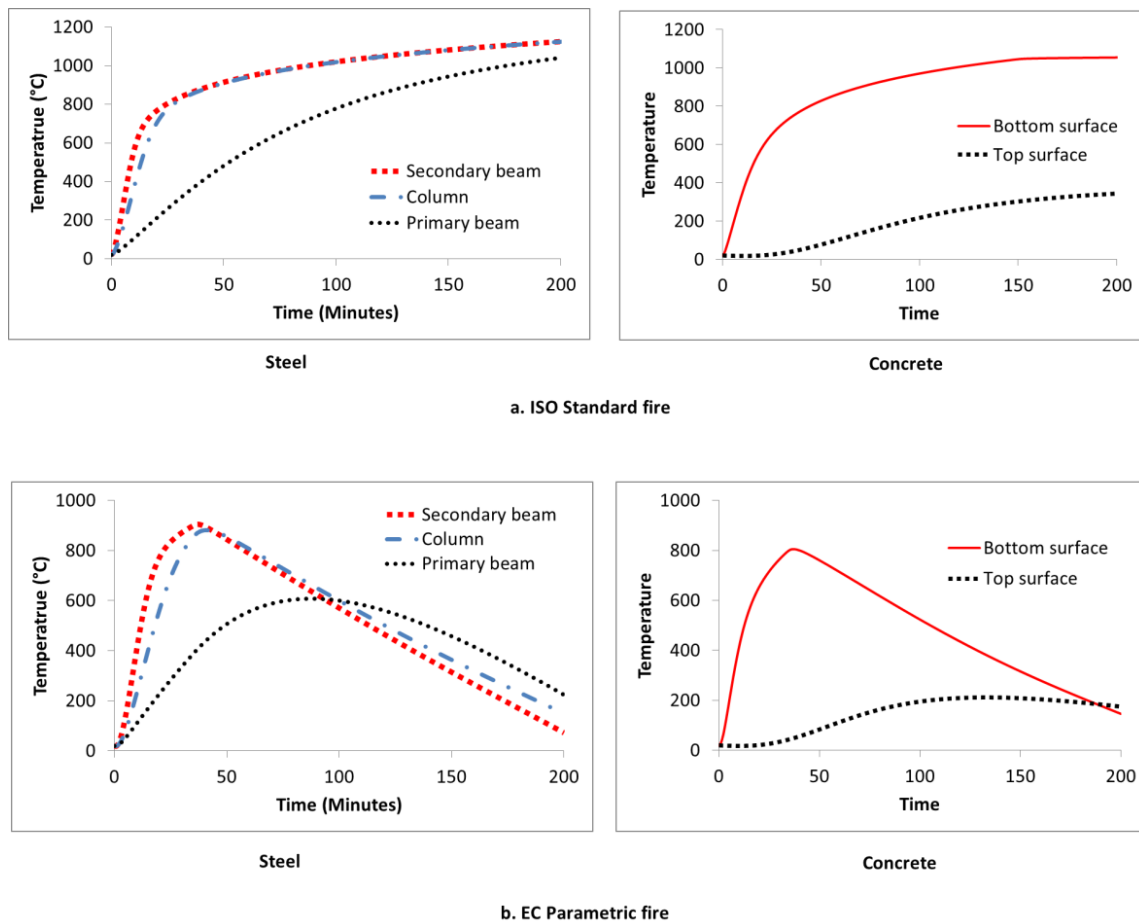 1200
1000
800
600
400
200
0
Temperatrue (°C)
Secondary beam
Column
Primary beam
0 50 100 150 200
Time (Minutes)
Steel
1200
1000
800
600
400
200
0
Temperature
Bottom surface
Top surface
0 50 100 150 200
Time
Concrete
a. ISO Standard fire
1000
800
600
400
200
0
Temperatrue (°C)
Secondary beam
Column
Primary beam
0 50 100 150 200
Time (Minutes)
Steel
1000
800
600
400
200
0
Temperature
Bottom surface
Top surface
0 50 100 150 200
Time
Concrete
b. EC Parametric fire